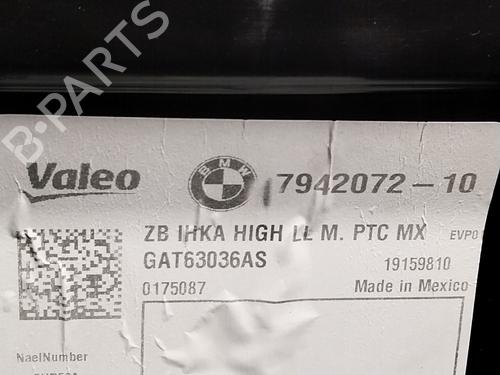 B-PARTS
Valeo
BMW
7942072-10
ZB IHKA HIGH LL M. PTC MX
EVP0
GAT63036AS
19159810
0175087
Made in Mexico
NaelNumber